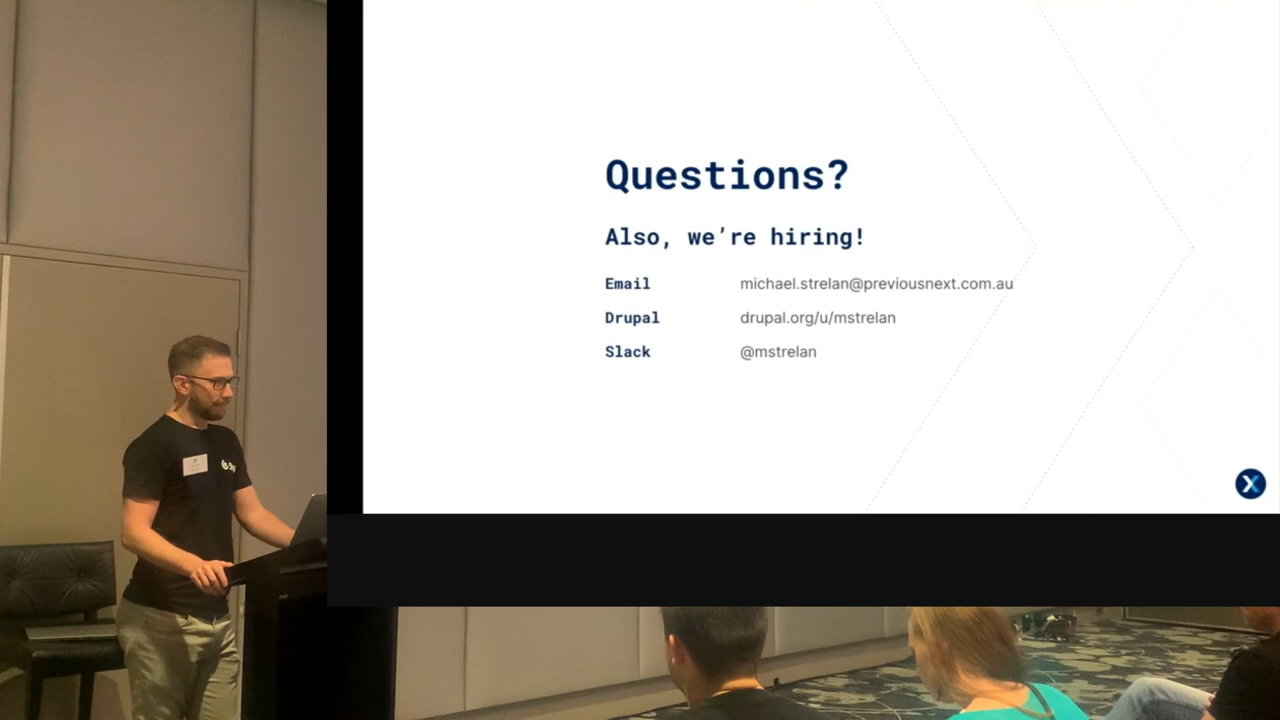 Questions?
Also, we're hiring!
Email michael.strelan@previousnext.com.au
Drupal drupal.org/u/mstrelan
Slack @mstrelan